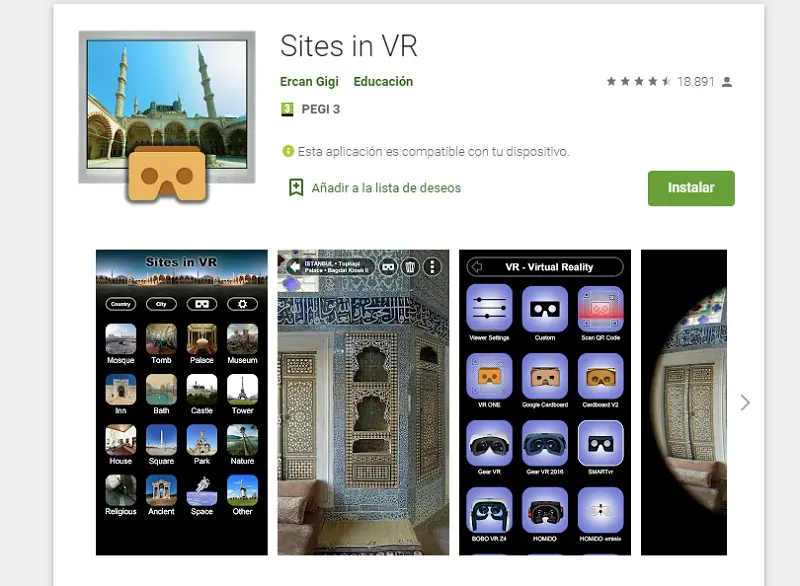 Sites in VR
Ercan Gigi Educación
18.891
3 PEGI 3
Esta aplicación es compatible con tu dispositivo.
Añadir a la lista de deseos
Instalar
Sites in VR
Country City
Mosque Tomb Palace Museum
Inn Bath Castle Tower
House Square Park Nature
Religious Ancient Space Other
ISTANBUL • Topkapi
Palace • Bagdat Kiosk II
VR - Virtual Reality
Viewer Settings Custom Scan QR Code
VR ONE Google Cardboard Cardboard V2
Gear VR Gear VR 2016 SMARTvr
BOBO VR Z4 HOMiDO HOMiDO «mini»